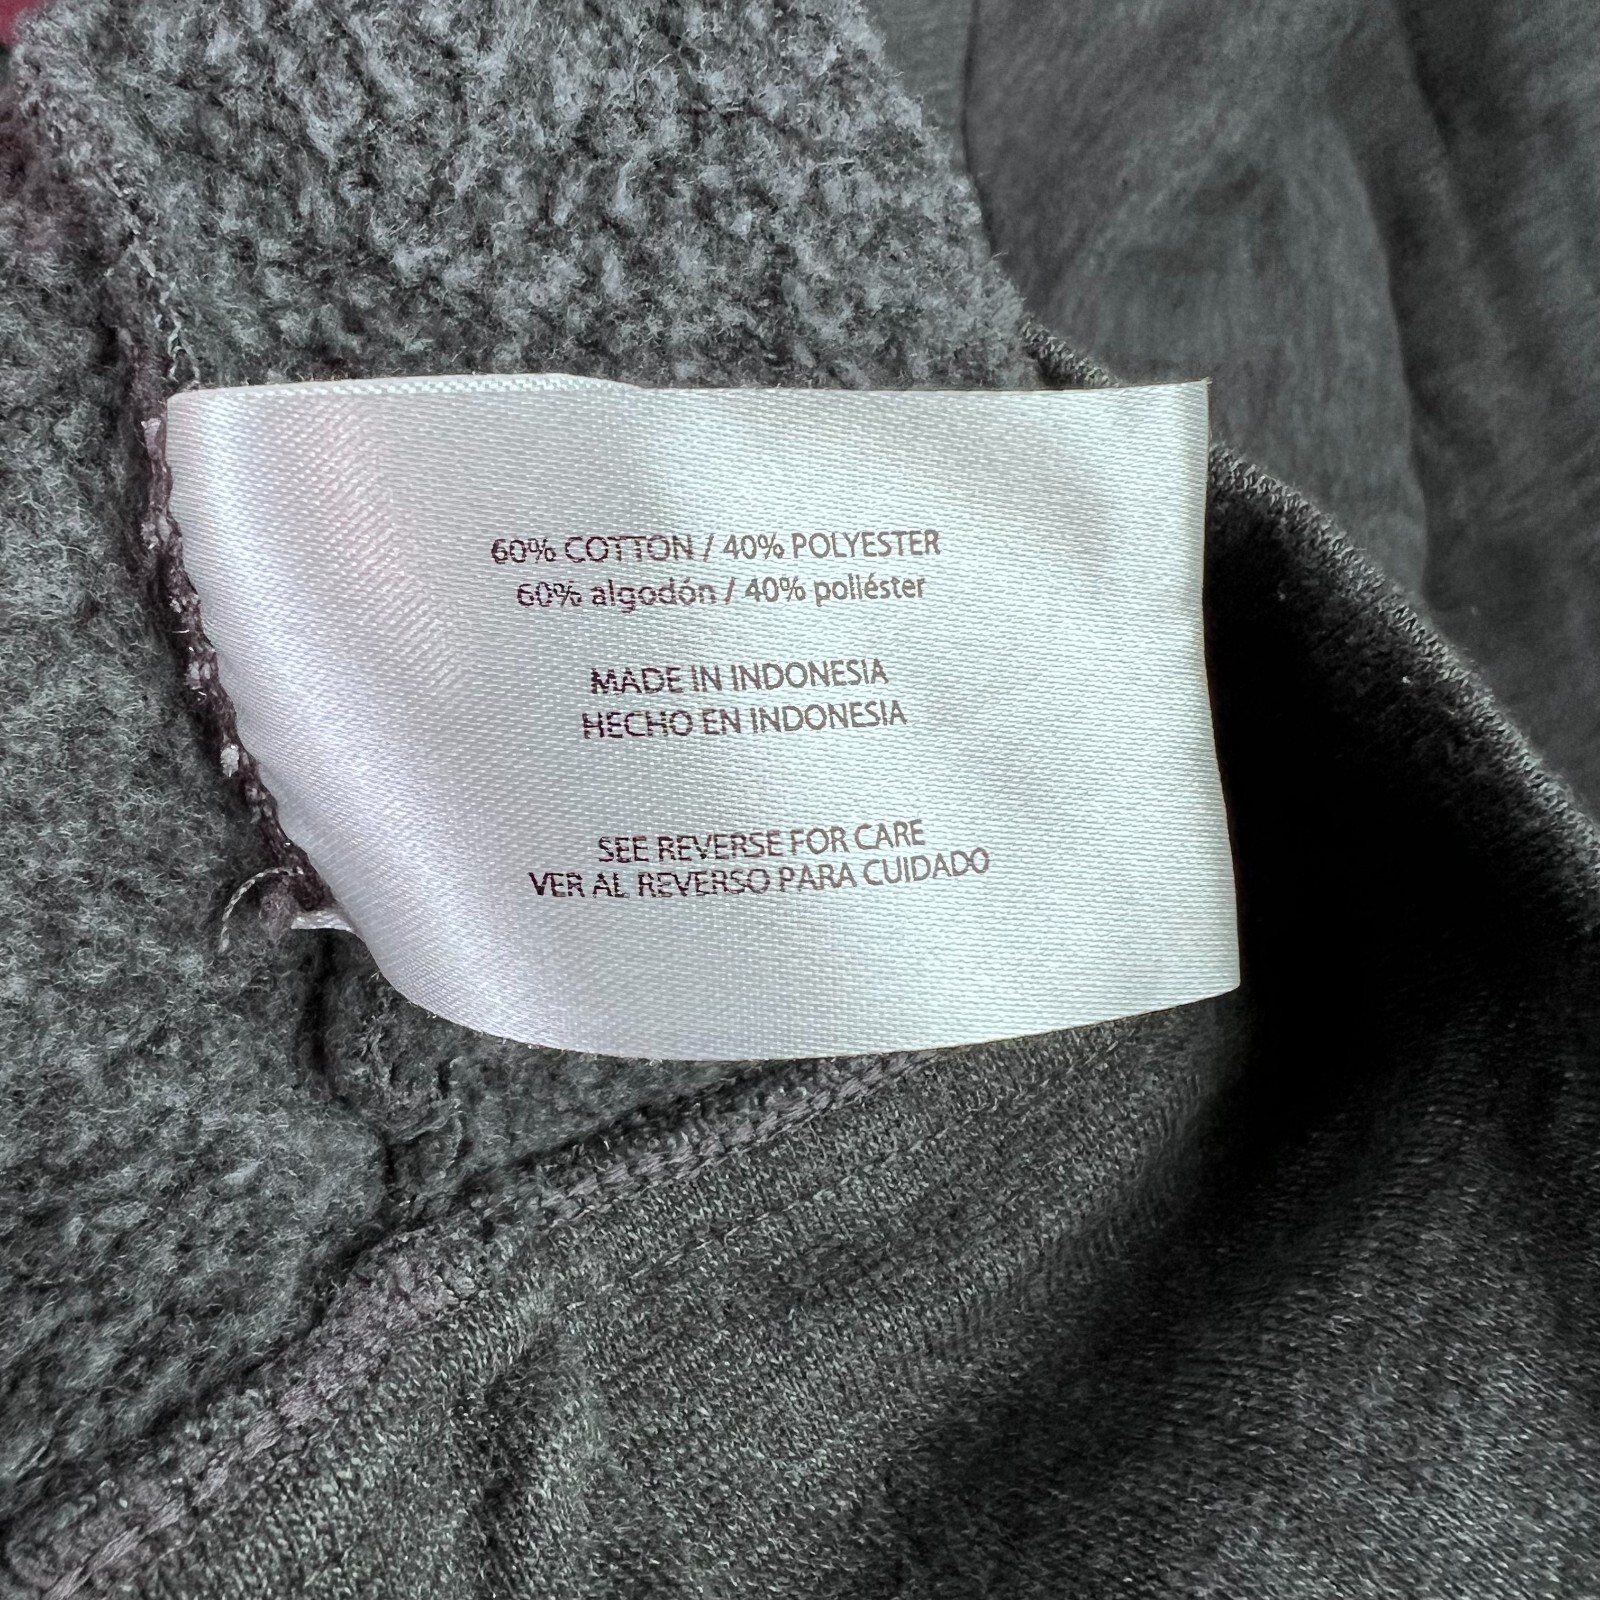 60% COTTON / 40% POLYESTER
60% algodón / 40% poliéster
MADE IN INDONESIA
HECHO EN INDONESIA
SEE REVERSE FOR CARE
VER AL REVERSO PARA CUIDADO